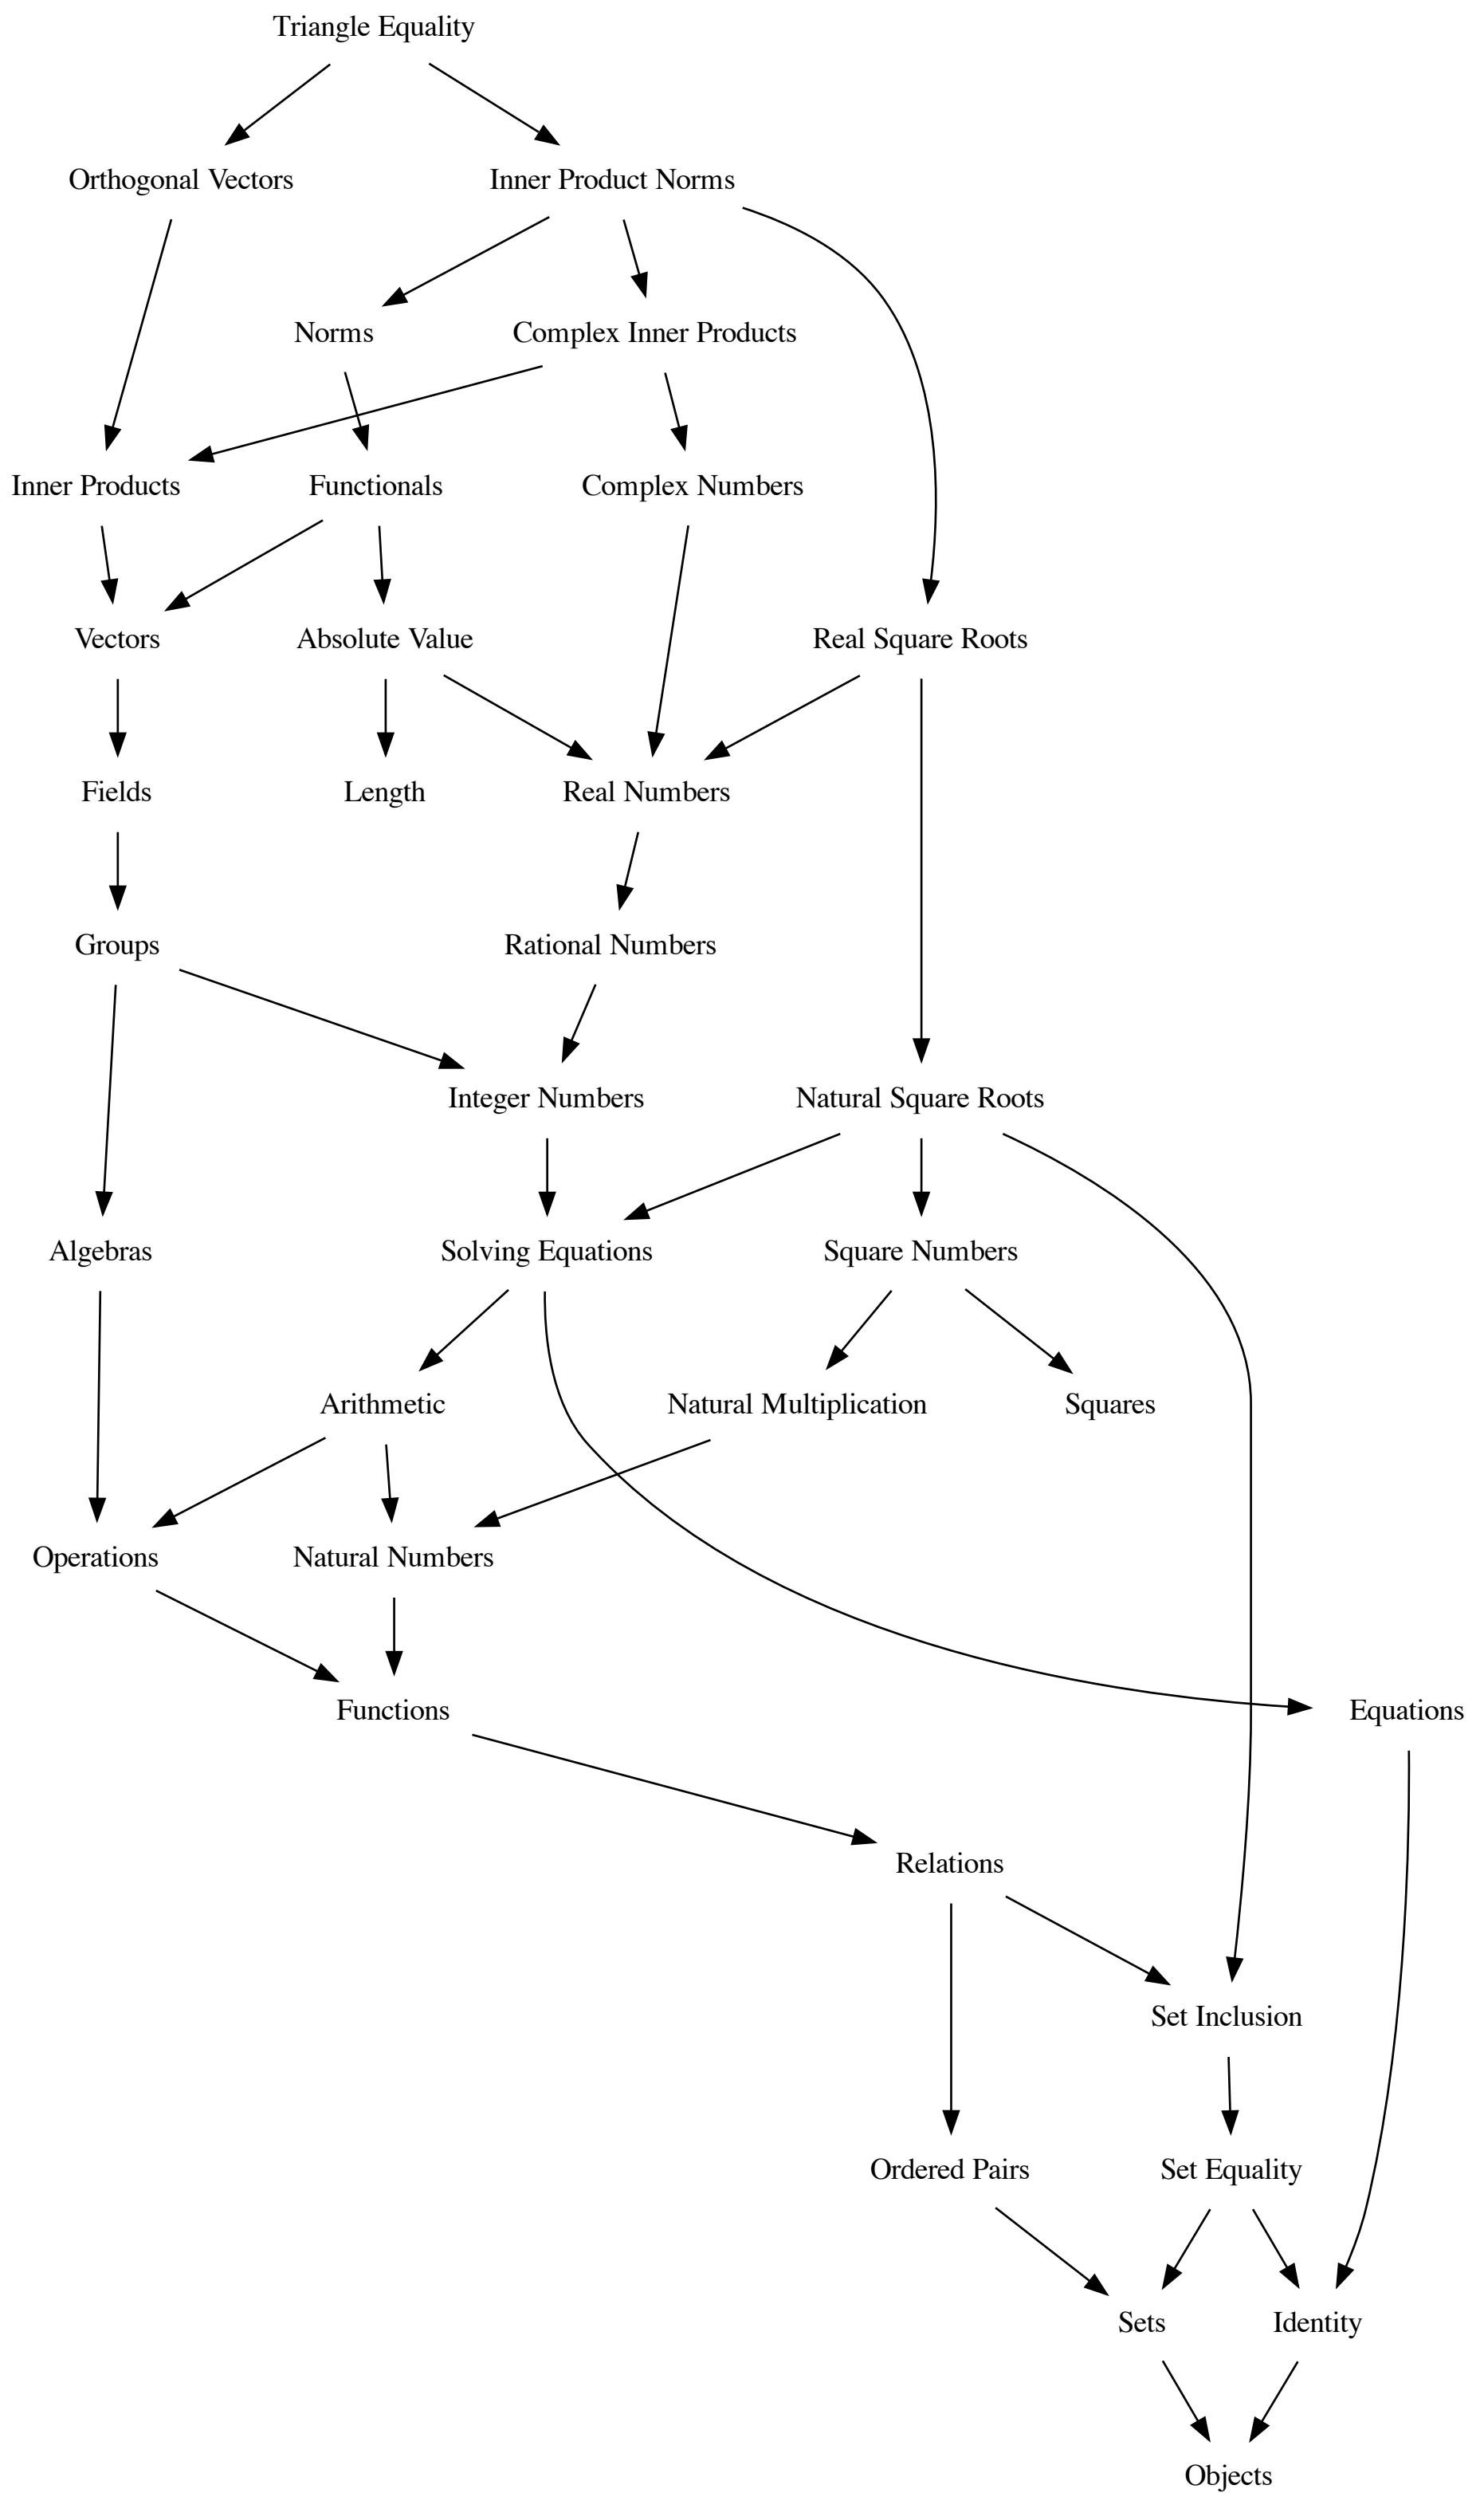 Triangle Equality
Orthogonal Vectors
Inner Product Norms
Norms
Complex Inner Products
Inner Products
Functionals
Complex Numbers
Vectors
Absolute Value
Real Square Roots
Fields
Length
Real Numbers
Groups
Rational Numbers
Integer Numbers
Natural Square Roots
Algebras
Solving Equations
Square Numbers
Arithmetic
Natural Multiplication
Squares
Operations
Natural Numbers
Functions
Equations
Relations
Set Inclusion
Ordered Pairs
Set Equality
Sets
Identity
Objects